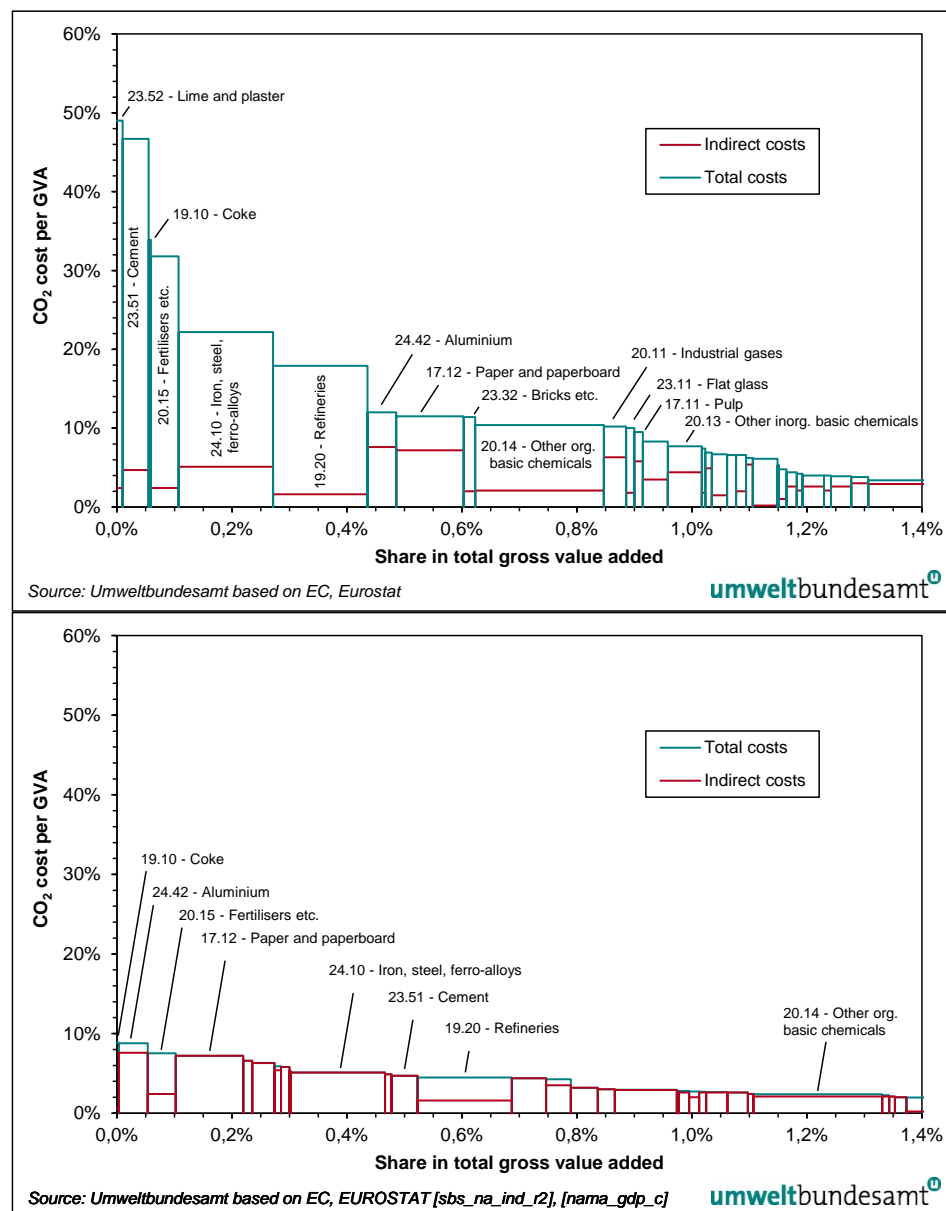 60%
50%
40%
30%
20%
10%
0%
CO2 cost per GVA
23.52 - Lime and plaster
19.10 - Coke
23.51 - Cement
20.15 - Fertilisers etc.
24.10 - Iron, steel,
ferro-alloys
19.20 - Refineries
24.42 - Aluminium
17.12 - Paper and paperboard
23.32 - Bricks etc.
20.14 - Other org.
basic chemicals
20.11 - Industrial gases
23.11 - Flat glass
17.11 - Pulp
20.13 - Other inorg. basic chemicals
Indirect costs
Total costs
0,0% 0,2% 0,4% 0,6% 0,8% 1,0% 1,2% 1,4%
Share in total gross value added
Source: Umweltbundesamt based on EC, Eurostat
umweltbundesamt U
60%
50%
40%
30%
20%
10%
0%
CO2 cost per GVA
Total costs
Indirect costs
19.10 - Coke
24.42 - Aluminium
20.15 - Fertilisers etc.
17.12 - Paper and paperboard
24.10 - Iron, steel, ferro-alloys
23.51 - Cement
19.20 - Refineries
20.14 - Other org.
basic chemicals
0,0% 0,2% 0,4% 0,6% 0,8% 1,0% 1,2% 1,4%
Share in total gross value added
Source: Umweltbundesamt based on EC, EUROSTAT [sbs_na_ind_r2], [nama_gdp_c]
umweltbundesamt U